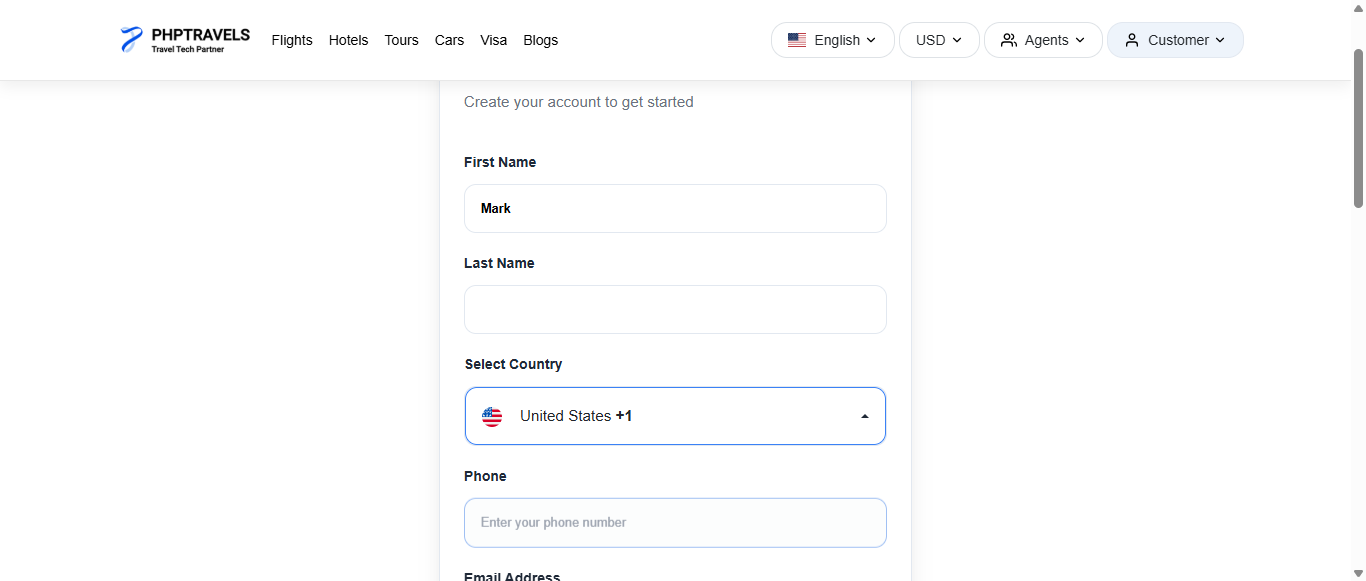 PHPTRAVELS
Travel Tech Partner
Flights Hotels Tours Cars Visa Blogs English USD Agents Customer
Create your account to get started
First Name
Mark
Last Name
Select Country
United States +1
Phone
Enter your phone number
Email Address